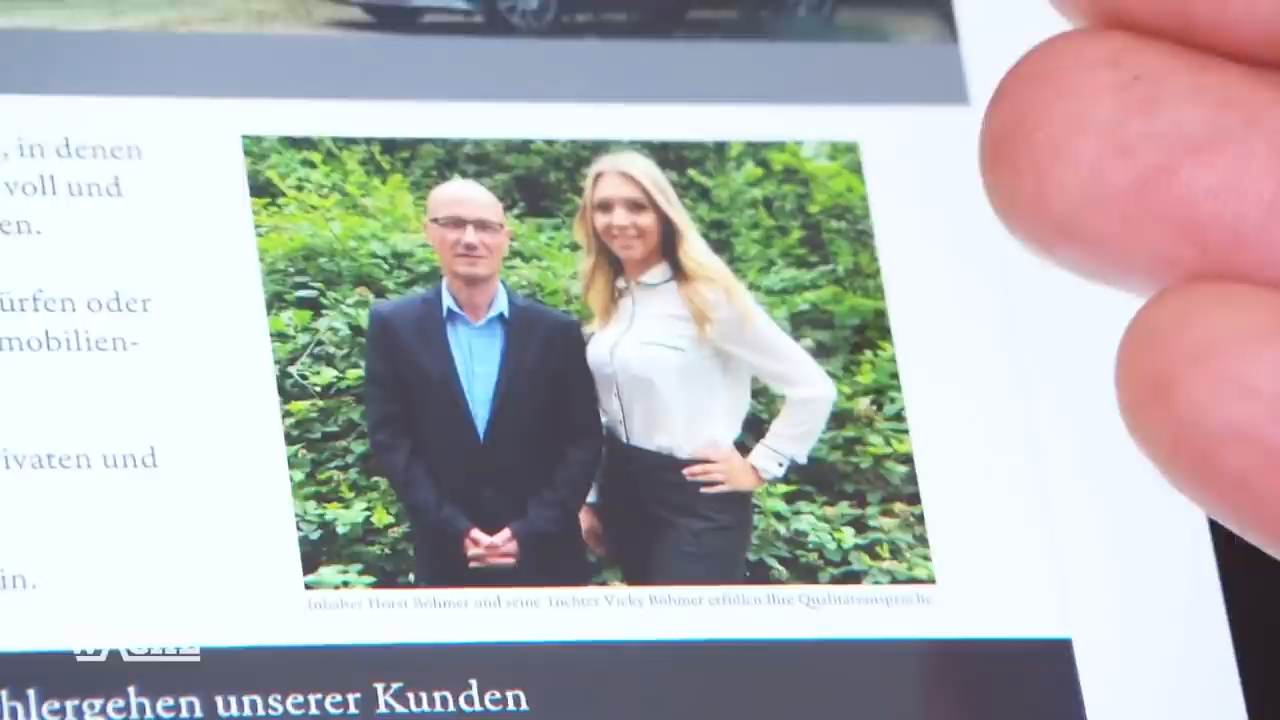 , in denen
voll und
en.
ürfen oder
mobilien-
ivaten und
in.
Inhaber Horst Böhmer und seine Tochter Vicky Böhmer erfüllen Ihre Qualitätsansprüche
hlergehen unserer Kunden